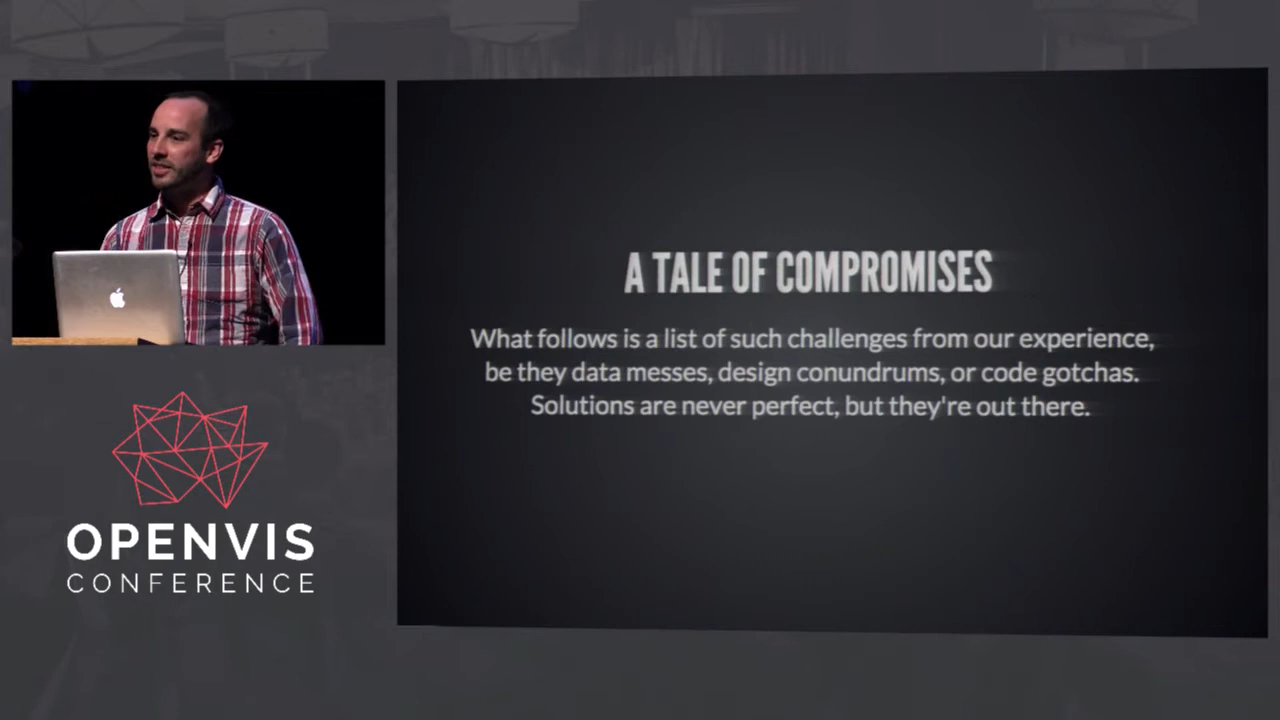 A TALE OF COMPROMISES
What follows is a list of such challenges from our experience,
be they data messes, design conundrums, or code gotchas.
Solutions are never perfect, but they're out there.
OPENVIS
CONFERENCE